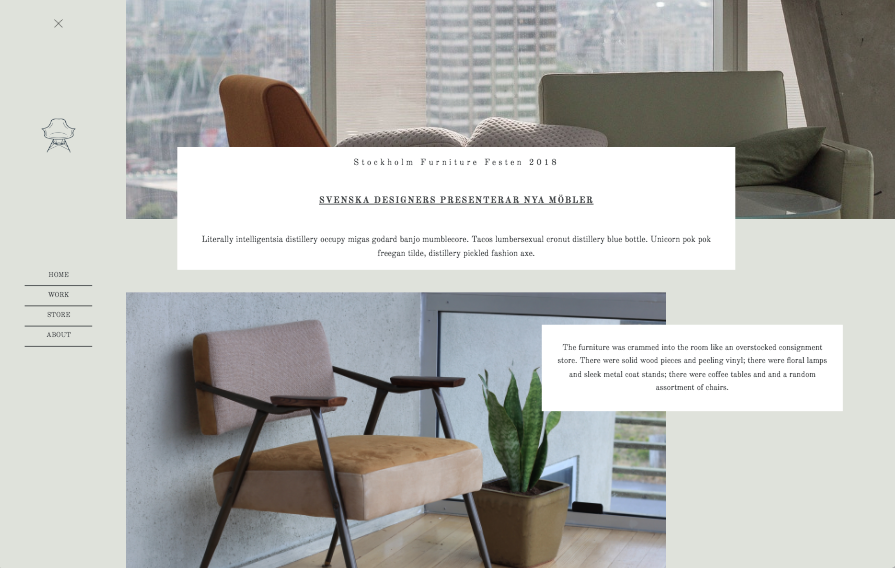 Stockholm Furniture Festen 2018
SVENSKA DESIGNERS PRESENTERAR NYA MÖBLER
Literally intelligentsia distillery occupy migas godard banjo mumblecore. Tacos lumbersexual cronut distillery blue bottle. Unicorn pok pok
freegan tilde, distillery pickled fashion axe.
HOME
WORK
STORE
ABOUT
The furniture was crammed into the room like an overstocked consignment
store. There were solid wood pieces and peeling vinyl; there were floral lamps
and sleek metal coat stands; there were coffee tables and and a random
assortment of chairs.